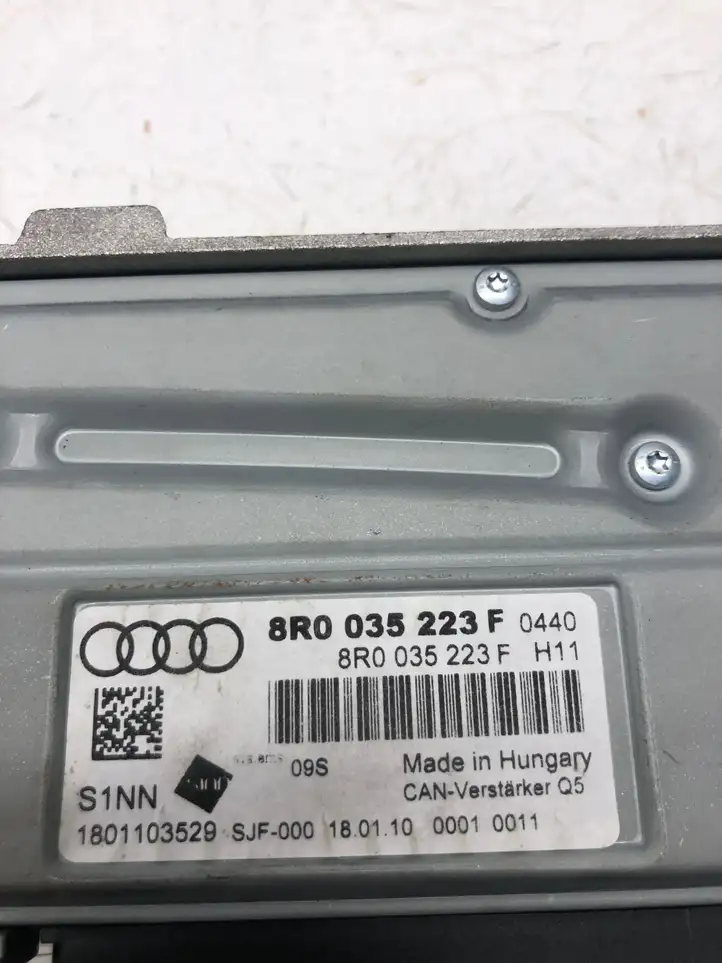 8R0 035 223 F 0440
8R0 035 223 F H11
09S Made in Hungary
S1NN CAN-Verstärker Q5
1801103529 SJF-000 18.01.10 0001 0011